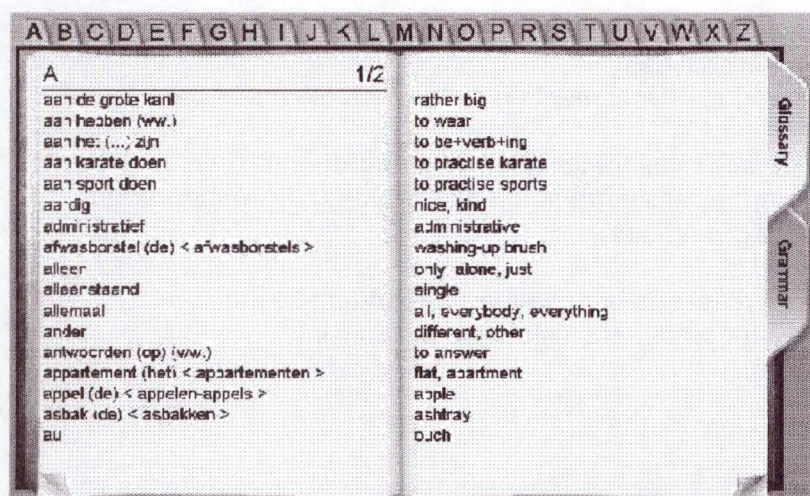 A B C D E F G H I J K L M N O P R S T U V W X Z
A 1/2
aan de grote kant
aan hebben (ww.)
aan het (...) zijn
aan karate doen
aan sport doen
aardig
administratief
afwasborstel (de) < afwasborstels >
alleen
alleenstaand
allemaal
ander
antwoorden (op) (ww.)
appartement (het) < appartementen >
appel (de) < appelen-appels >
asbak (de) < asbakken >
au
rather big
to wear
to be+verb+ing
to practise karate
to practise sports
nice, kind
administrative
washing-up brush
only, alone, just
single
all, everybody, everything
different, other
to answer
flat, apartment
apple
ashtray
ouch
Glossary
Grammar